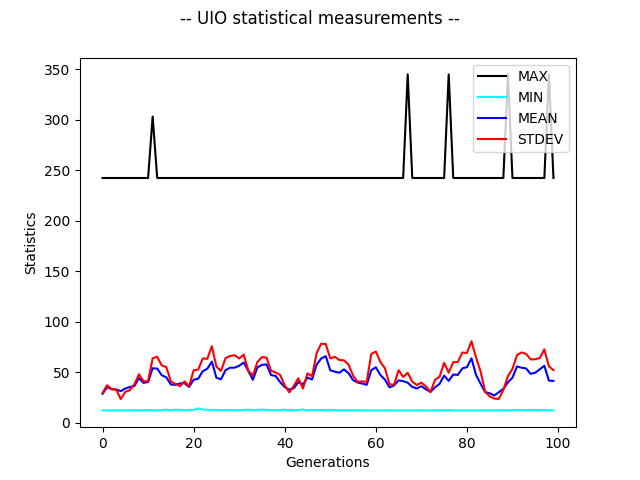 -- UIO statistical measurements --
350
300
250
200
150
100
50
0
Statistics
MAX
MIN
MEAN
STDEV
0 20 40 60 80 100
Generations